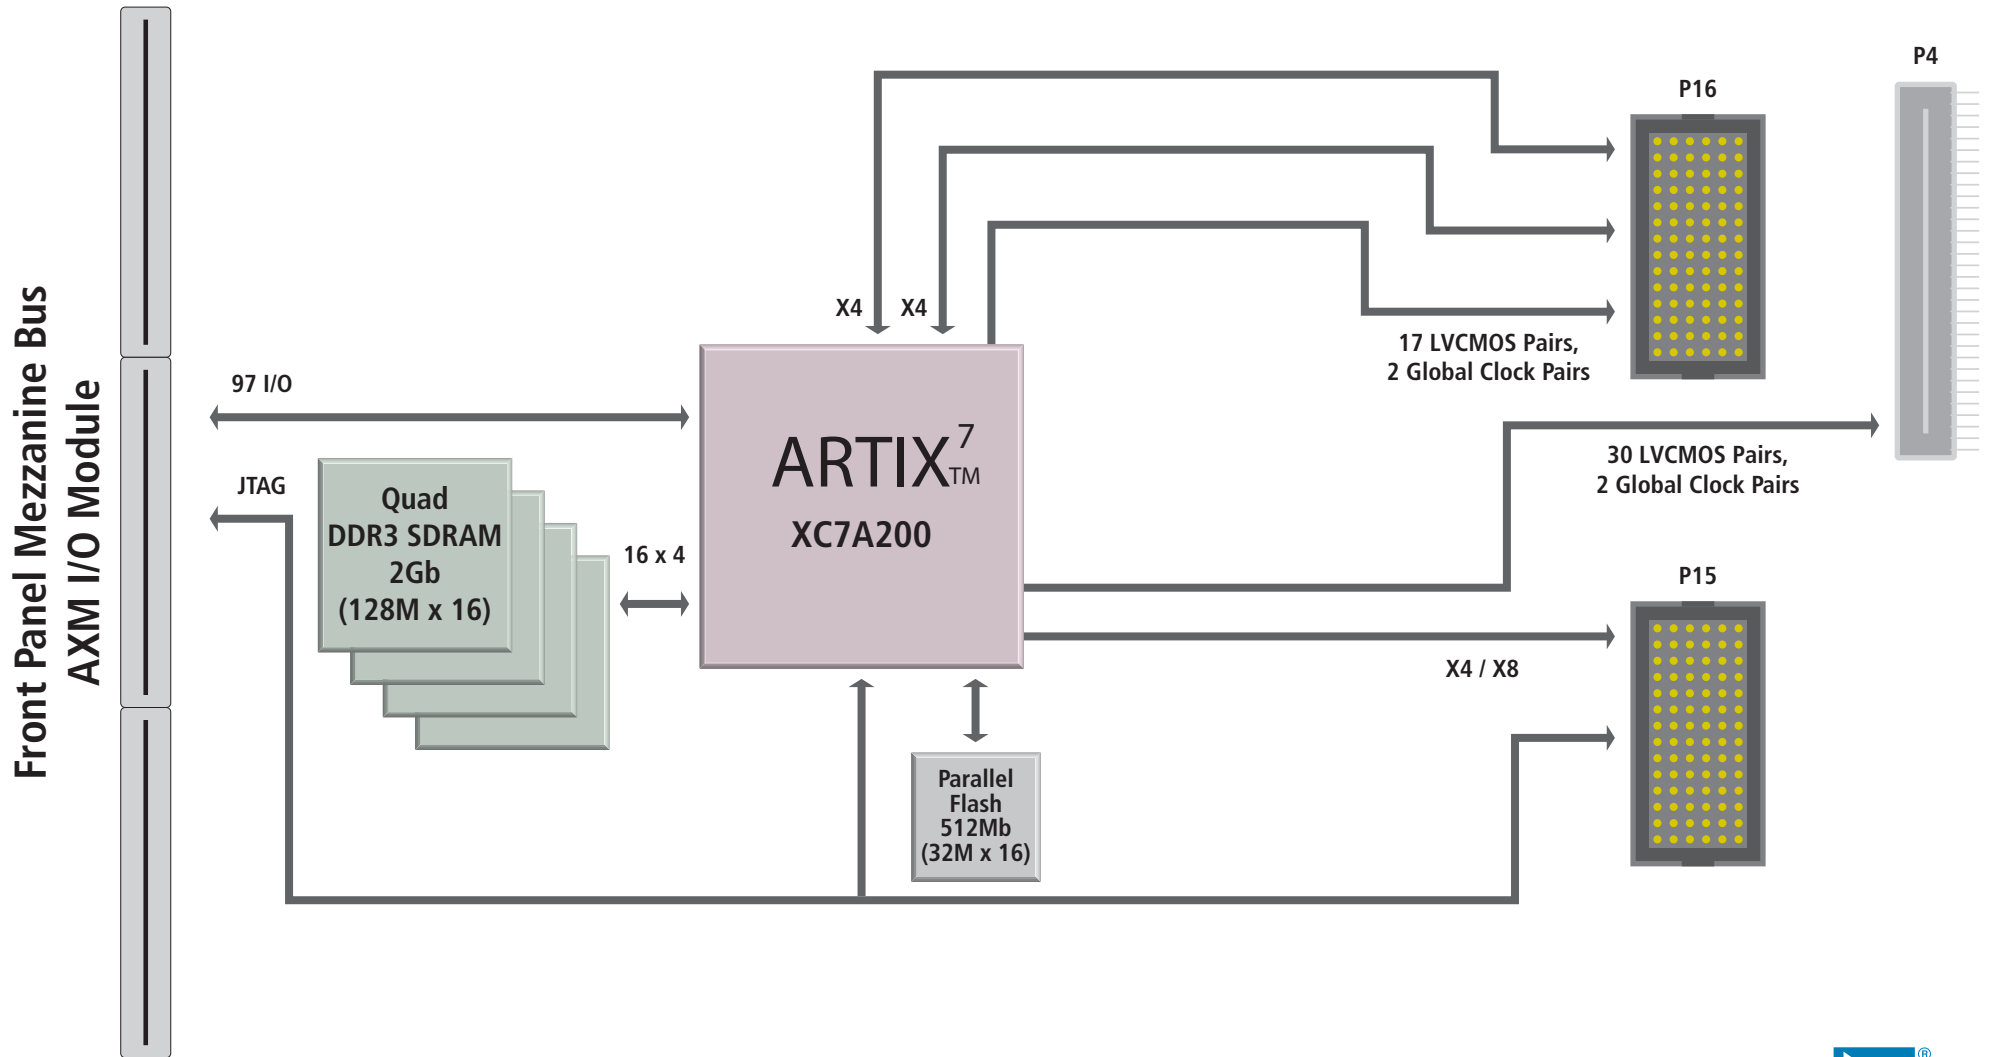 Front Panel Mezzanine Bus
AXM I/O Module
97 I/O
JTAG
Quad
DDR3 SDRAM
2Gb
(128M x 16)
16 x 4
X4
X4
ARTIX7™
XC7A200
Parallel
Flash
512Mb
(32M x 16)
P16
17 LVCMOS Pairs,
2 Global Clock Pairs
P4
30 LVCMOS Pairs,
2 Global Clock Pairs
P15
X4 / X8
®